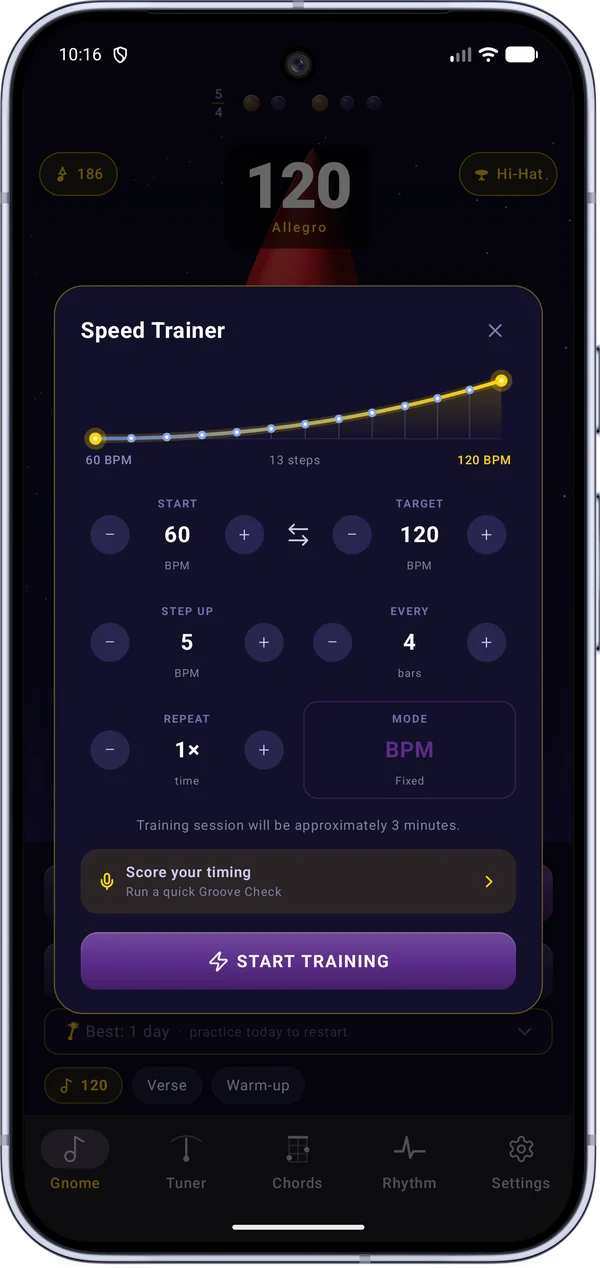 10:16
5
4
186
120
Allegro
Hi-Hat
Speed Trainer
60 BPM
13 steps
120 BPM
START
60
BPM
TARGET
120
BPM
STEP UP
5
BPM
EVERY
4
bars
REPEAT
1×
time
MODE
BPM
Fixed
Training session will be approximately 3 minutes.
Score your timing
Run a quick Groove Check
START TRAINING
Best: 1 day · practice today to restart
120
Verse
Warm-up
Gnome
Tuner
Chords
Rhythm
Settings